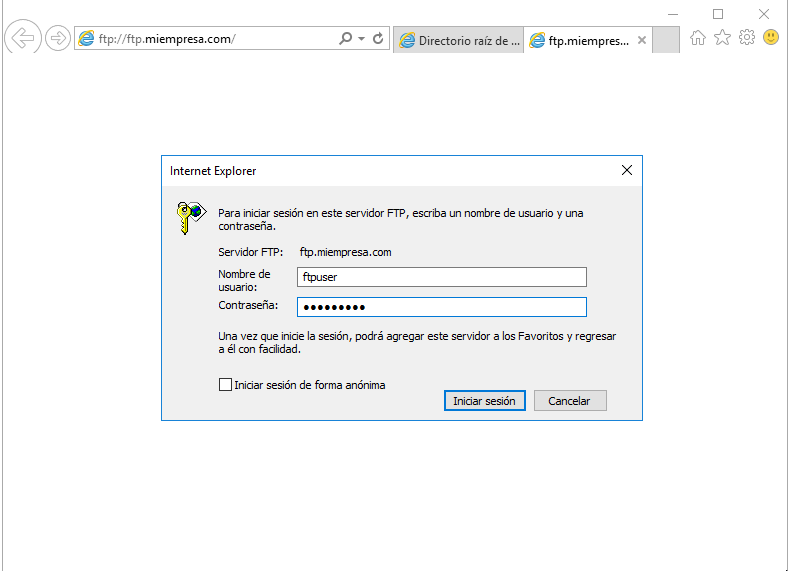 ftp://ftp.miempresa.com/
Directorio raíz de ...
ftp.miempres...
Internet Explorer
Para iniciar sesión en este servidor FTP, escriba un nombre de usuario y una
contraseña.
Servidor FTP: ftp.miempresa.com
Nombre de
usuario:
ftpuser
Contraseña: ●●●●●●●●●
Una vez que inicie la sesión, podrá agregar este servidor a los Favoritos y regresar
a él con facilidad.
Iniciar sesión de forma anónima
Iniciar sesión
Cancelar